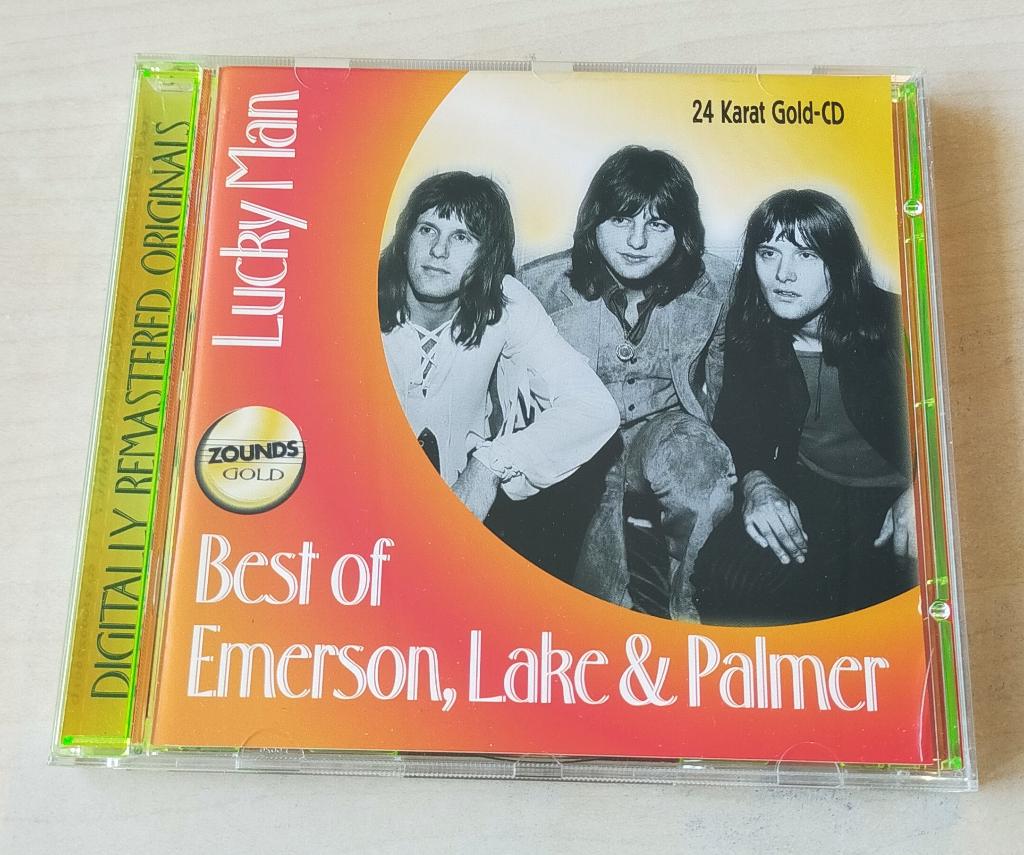 DIGITALLY REMASTERED ORIGINALS
Lucky Man
24 Karat Gold-CD
ZOUNDS
GOLD
Best of
Emerson, Lake & Palmer